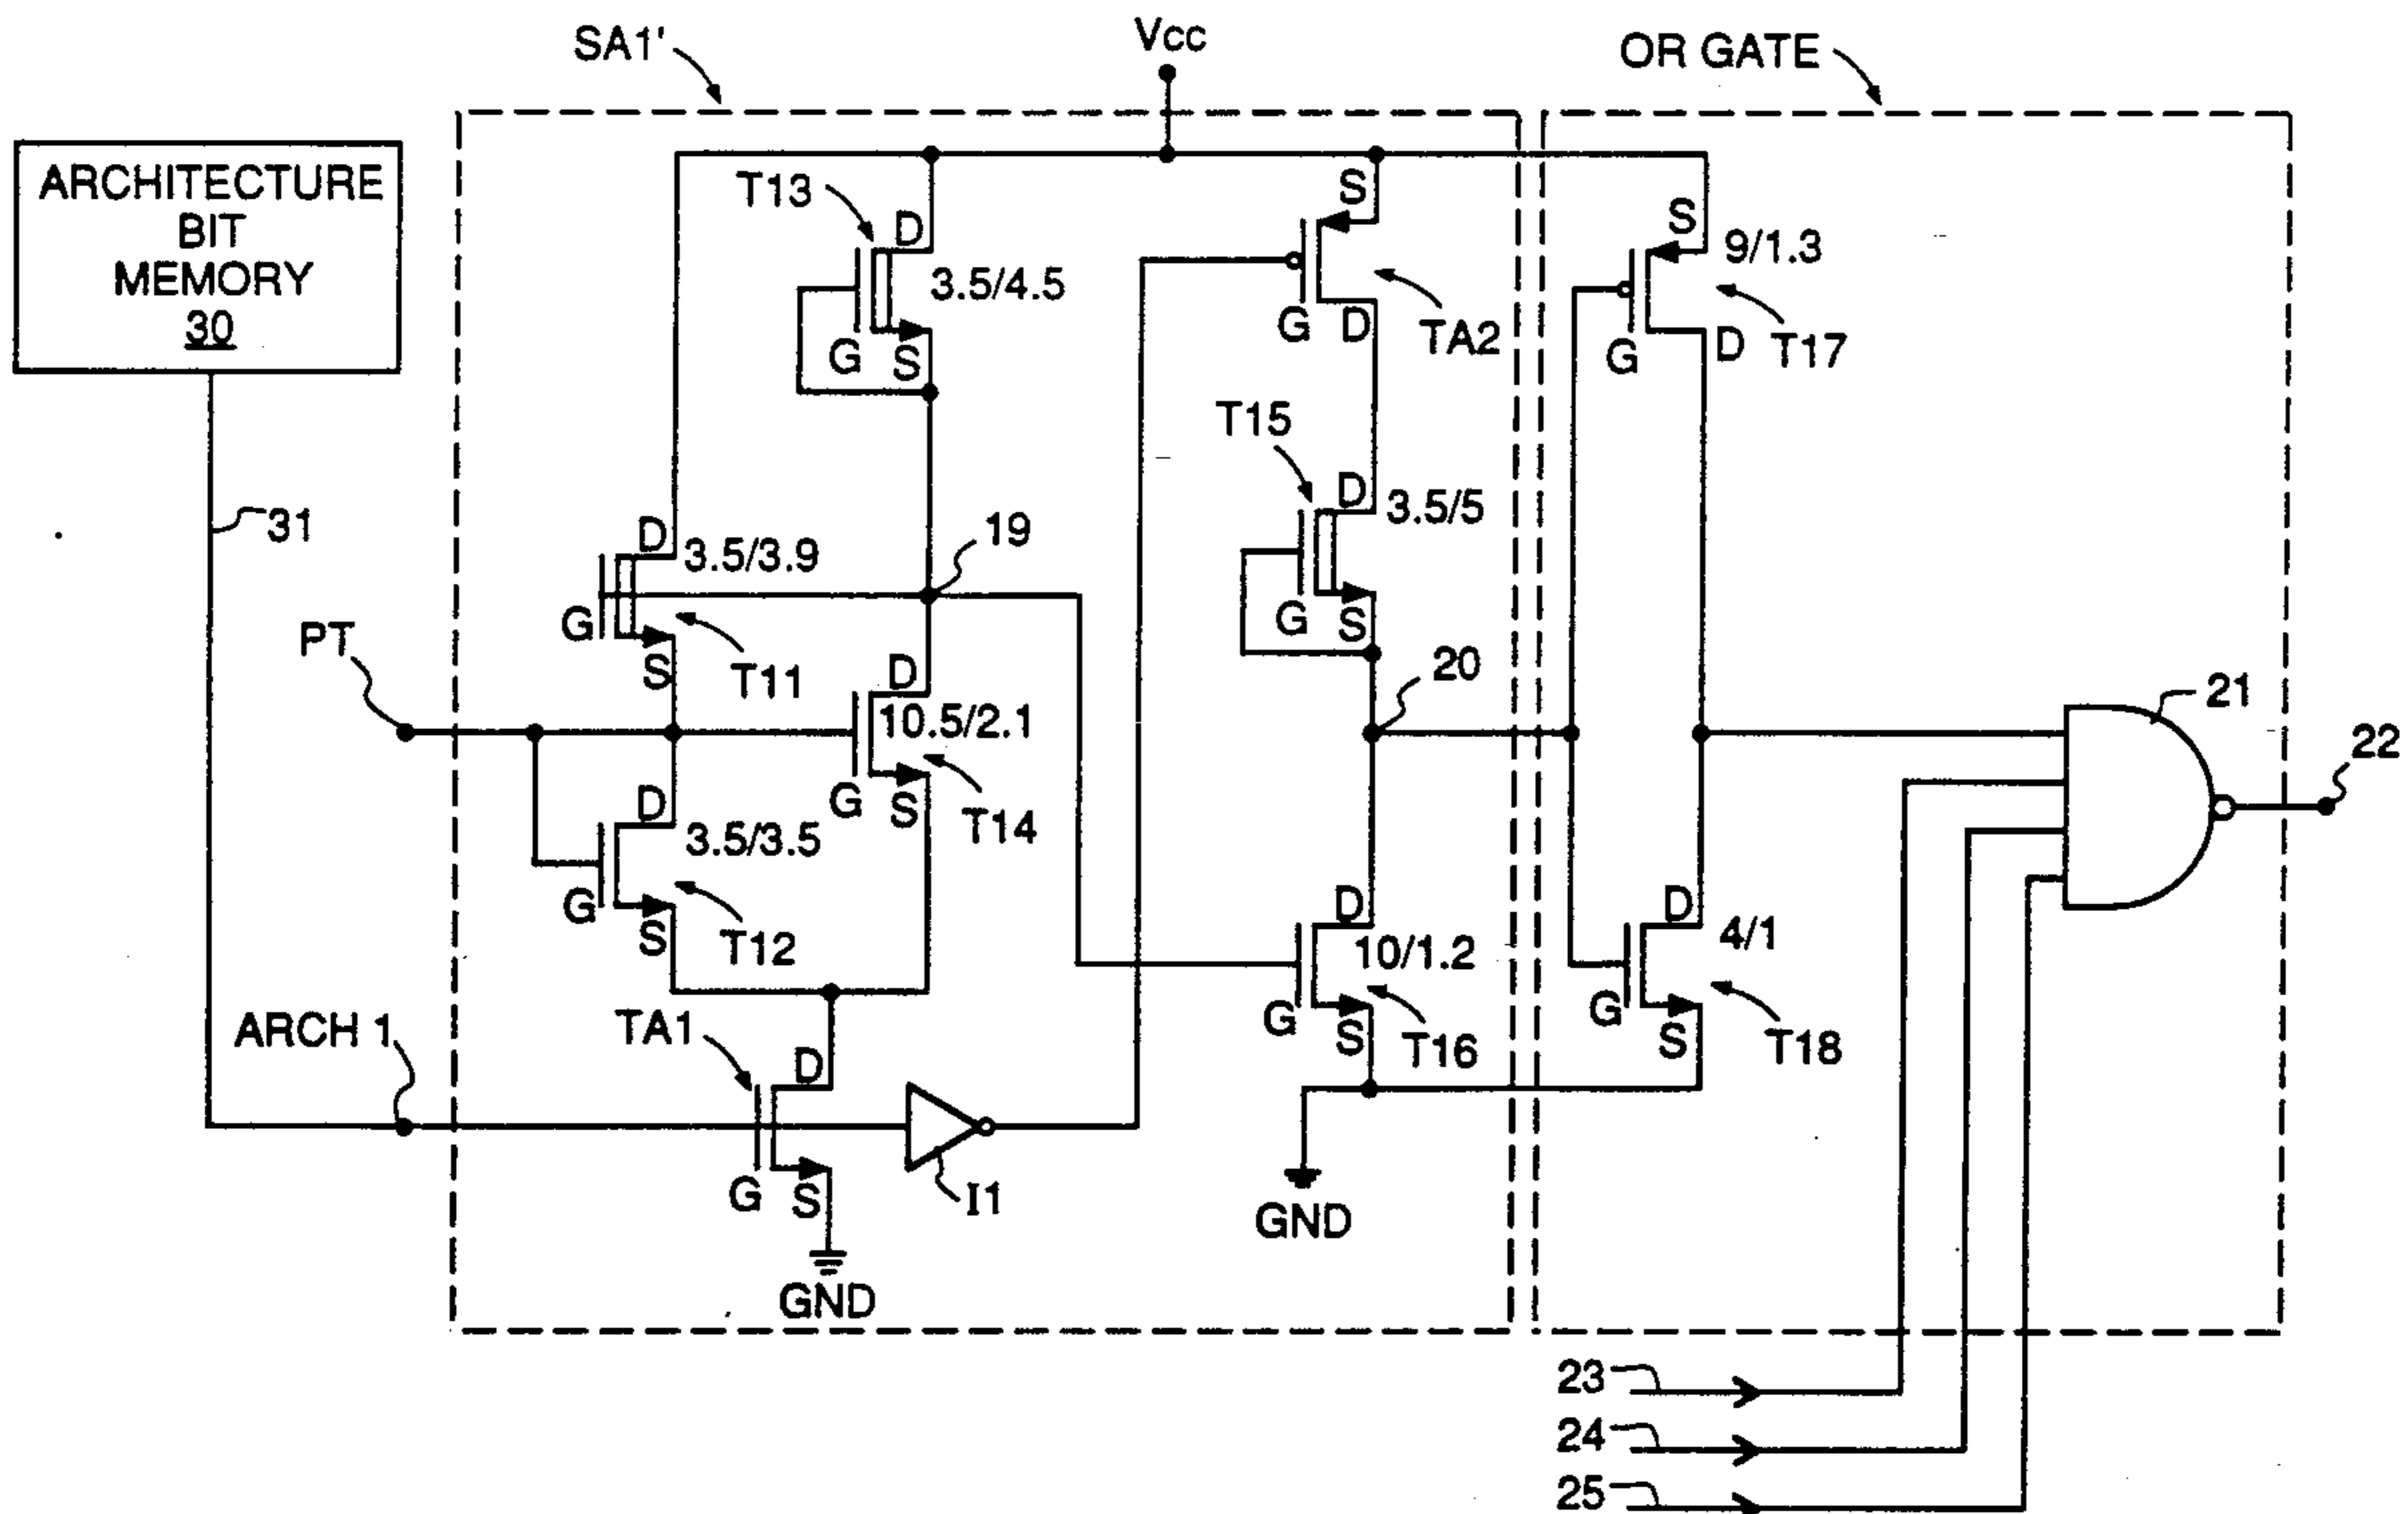 SA1'
Vcc
OR GATE
ARCHITECTURE
BIT
MEMORY
30
T13
D
3.5/4.5
G
S
S
G
D
TA2
S
9/1.3
G
D
T17
T15
D
3.5/5
G
S
31
D
3.5/3.9
G
S
T11
19
PT
D
10.5/2.1
G
S
T14
20
21
22
D
3.5/3.5
G
S
T12
D
10/1.2
G
S
T16
D
4/1
G
S
T18
ARCH 1
TA1
D
G
S
I1
GND
GND
23
24
25